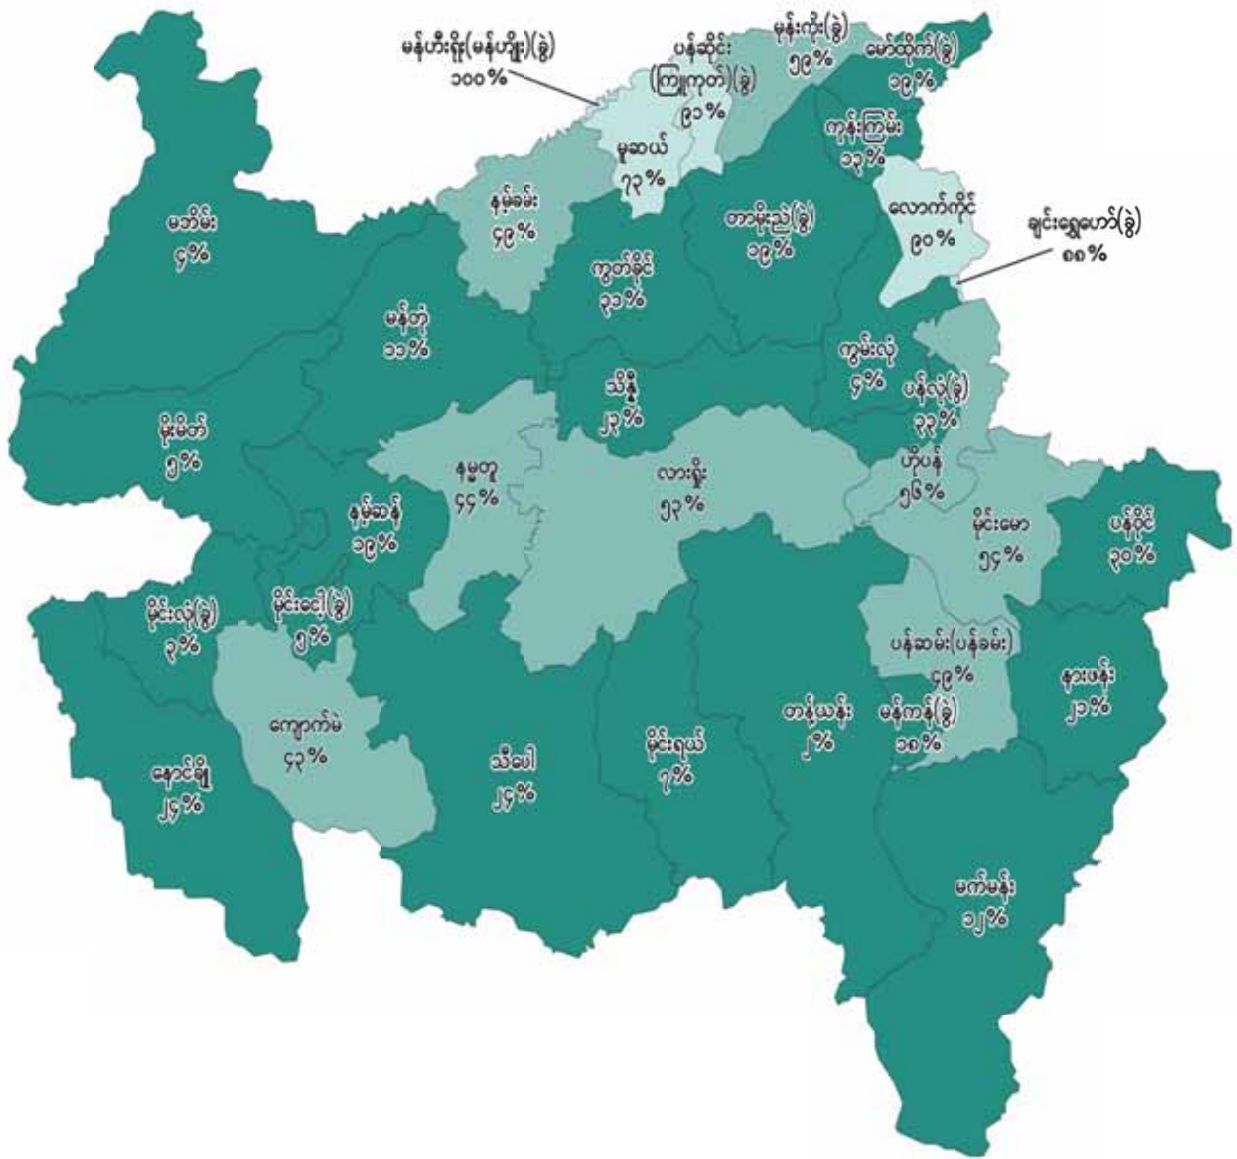 မန်ဟီးရိုး(မန်ဟျိုး)(ခွဲ)
၁၀၀%
ပန်ဆိုင်း
(ကြူကုတ်)(ခွဲ)
၉၁%
မုန်းကိုး(ခွဲ)
၅၉%
မော်ထိုက်(ခွဲ)
၁၉%
ကုန်းကြမ်း
၁၃%
မူဆယ်
၇၃%
နမ့်ခမ်း
၄၉%
မဘိမ်း
၄%
တာမိုးညဲ(ခွဲ)
၁၉%
လောက်ကိုင်
၉၀%
ချင်းရွှေဟော်(ခွဲ)
၈၈%
ကွတ်ခိုင်
၃၁%
မန်တုံ
၁၁%
ကွမ်းလုံ
၄%
သိန္နီ
၂၃%
ပန်လုံ(ခွဲ)
၃၃%
မိုးမိတ်
၅%
နမ္မတူ
၄၄%
လားရှိုး
၅၃%
ဟိုပန်
၅၆%
နမ့်ဆန်
၁၉%
မိုင်းမော
၅၄%
ပန်ဝိုင်
၃၀%
မိုင်းလုံ(ခွဲ)
၃%
မိုင်းငေါ့(ခွဲ)
၅%
ပန်ဆမ်း(ပန်ခမ်း)
၄၉%
နားဖန်း
၂၁%
ကျောက်မဲ
၄၃%
တန့်ယန်း
၂%
မန်ကန်(ခွဲ)
၁၈%
မိုင်းရယ်
၇%
သီပေါ
၂၄%
နောင်ချို
၂၄%
မက်မန်း
၁၂%